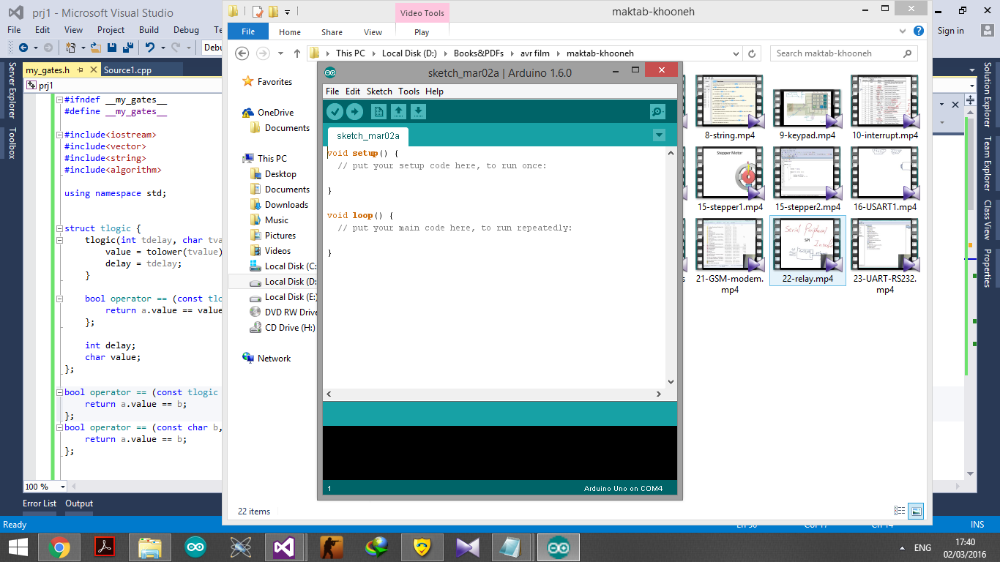 prj1 - Microsoft Visual Studio
File Edit View Project Build Debug Te
Sign in
Debu
Server Explorer
Toolbox
my_gates.h
Source1.cpp
prj1
#ifndef __my_gates__
#define __my_gates__
#include<iostream>
#include<vector>
#include<string>
#include<algorithm>
using namespace std;
struct tlogic {
tlogic(int tdelay, char tva
value = tolower(tvalue)
delay = tdelay;
}
bool operator == (const tlo
return a.value == value
};
int delay;
char value;
};
bool operator == (const tlogic
return a.value == b;
};
bool operator == (const char b,
return a.value == b;
};
100 %
Error List Output
Ready
INS
Solution Explorer
Team Explorer
Class View
Properties
Video Tools
maktab-khooneh
File Home Share View Play
This PC Local Disk (D:) Books&PDFs avr film maktab-khooneh
Search maktab-khooneh
Favorites
OneDrive
Documents
This PC
Desktop
Documents
Downloads
Music
Pictures
Videos
Local Disk (C:
Local Disk (D:
Local Disk (E:)
DVD RW Drive
CD Drive (H:)
Network
22 items
8-string.mp4
9-keypad.mp4
10-interrupt.mp4
Stepper Motor
15-stepper1.mp4
15-stepper2.mp4
16-USART1.mp4
Serial Peripheral
SPI
21-GSM-modem.
mp4
22-relay.mp4
23-UART-RS232.
mp4
sketch_mar02a | Arduino 1.6.0
File Edit Sketch Tools Help
sketch_mar02a
void setup() {
// put your setup code here, to run once:
}
void loop() {
// put your main code here, to run repeatedly:
}
1
Arduino Uno on COM4
ENG
17:40
02/03/2016